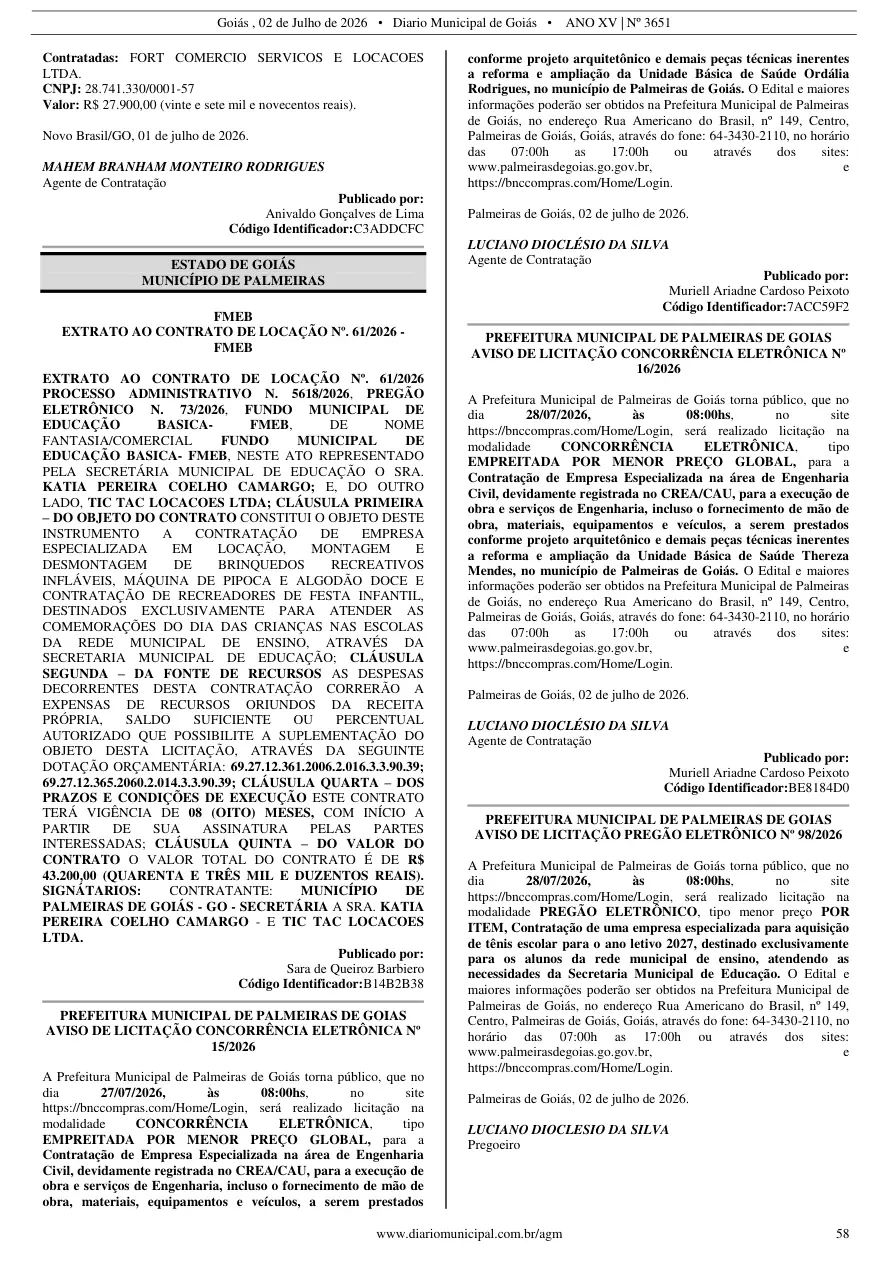 Goiás , 02 de Julho de 2026 • Diario Municipal de Goiás • ANO XV | Nº 3651
Contratadas: FORT COMERCIO SERVICOS E LOCACOES
LTDA.
CNPJ: 28.741.330/0001-57
Valor: R$ 27.900,00 (vinte e sete mil e novecentos reais).
Novo Brasil/GO, 01 de julho de 2026.
MAHEM BRANHAM MONTEIRO RODRIGUES
Agente de Contratação
Publicado por:
Anivaldo Gonçalves de Lima
Código Identificador:C3ADDCFC
ESTADO DE GOIÁS
MUNICÍPIO DE PALMEIRAS
FMEB
EXTRATO AO CONTRATO DE LOCAÇÃO Nº. 61/2026 -
FMEB
EXTRATO AO CONTRATO DE LOCAÇÃO Nº. 61/2026
PROCESSO ADMINISTRATIVO N. 5618/2026, PREGÃO
ELETRÔNICO N. 73/2026, FUNDO MUNICIPAL DE
EDUCAÇÃO BASICA- FMEB, DE NOME
FANTASIA/COMERCIAL FUNDO MUNICIPAL DE
EDUCAÇÃO BASICA- FMEB, NESTE ATO REPRESENTADO
PELA SECRETÁRIA MUNICIPAL DE EDUCAÇÃO O SRA.
KATIA PEREIRA COELHO CAMARGO; E, DO OUTRO
LADO, TIC TAC LOCACOES LTDA; CLÁUSULA PRIMEIRA
– DO OBJETO DO CONTRATO CONSTITUI O OBJETO DESTE
INSTRUMENTO A CONTRATAÇÃO DE EMPRESA
ESPECIALIZADA EM LOCAÇÃO, MONTAGEM E
DESMONTAGEM DE BRINQUEDOS RECREATIVOS
INFLÁVEIS, MÁQUINA DE PIPOCA E ALGODÃO DOCE E
CONTRATAÇÃO DE RECREADORES DE FESTA INFANTIL,
DESTINADOS EXCLUSIVAMENTE PARA ATENDER AS
COMEMORAÇÕES DO DIA DAS CRIANÇAS NAS ESCOLAS
DA REDE MUNICIPAL DE ENSINO, ATRAVÉS DA
SECRETARIA MUNICIPAL DE EDUCAÇÃO; CLÁUSULA
SEGUNDA – DA FONTE DE RECURSOS AS DESPESAS
DECORRENTES DESTA CONTRATAÇÃO CORRERÃO A
EXPENSAS DE RECURSOS ORIUNDOS DA RECEITA
PRÓPRIA, SALDO SUFICIENTE OU PERCENTUAL
AUTORIZADO QUE POSSIBILITE A SUPLEMENTAÇÃO DO
OBJETO DESTA LICITAÇÃO, ATRAVÉS DA SEGUINTE
DOTAÇÃO ORÇAMENTÁRIA: 69.27.12.361.2006.2.016.3.3.90.39;
69.27.12.365.2060.2.014.3.3.90.39; CLÁUSULA QUARTA – DOS
PRAZOS E CONDIÇÕES DE EXECUÇÃO ESTE CONTRATO
TERÁ VIGÊNCIA DE 08 (OITO) MESES, COM INÍCIO A
PARTIR DE SUA ASSINATURA PELAS PARTES
INTERESSADAS; CLÁUSULA QUINTA – DO VALOR DO
CONTRATO O VALOR TOTAL DO CONTRATO É DE R$
43.200,00 (QUARENTA E TRÊS MIL E DUZENTOS REAIS).
SIGNÁTARIOS: CONTRATANTE: MUNICÍPIO DE
PALMEIRAS DE GOIÁS - GO - SECRETÁRIA A SRA. KATIA
PEREIRA COELHO CAMARGO - E TIC TAC LOCACOES
LTDA.
Publicado por:
Sara de Queiroz Barbiero
Código Identificador:B14B2B38
PREFEITURA MUNICIPAL DE PALMEIRAS DE GOIAS
AVISO DE LICITAÇÃO CONCORRÊNCIA ELETRÔNICA Nº
15/2026
A Prefeitura Municipal de Palmeiras de Goiás torna público, que no
dia 27/07/2026, às 08:00hs, no site
https://bnccompras.com/Home/Login, será realizado licitação na
modalidade CONCORRÊNCIA ELETRÔNICA, tipo
EMPREITADA POR MENOR PREÇO GLOBAL, para a
Contratação de Empresa Especializada na área de Engenharia
Civil, devidamente registrada no CREA/CAU, para a execução de
obra e serviços de Engenharia, incluso o fornecimento de mão de
obra, materiais, equipamentos e veículos, a serem prestados
conforme projeto arquitetônico e demais peças técnicas inerentes
a reforma e ampliação da Unidade Básica de Saúde Ordália
Rodrigues, no município de Palmeiras de Goiás. O Edital e maiores
informações poderão ser obtidos na Prefeitura Municipal de Palmeiras
de Goiás, no endereço Rua Americano do Brasil, nº 149, Centro,
Palmeiras de Goiás, Goiás, através do fone: 64-3430-2110, no horário
das 07:00h as 17:00h ou através dos sites:
www.palmeirasdegoias.go.gov.br, e
https://bnccompras.com/Home/Login.
Palmeiras de Goiás, 02 de julho de 2026.
LUCIANO DIOCLÉSIO DA SILVA
Agente de Contratação
Publicado por:
Muriell Ariadne Cardoso Peixoto
Código Identificador:7ACC59F2
PREFEITURA MUNICIPAL DE PALMEIRAS DE GOIAS
AVISO DE LICITAÇÃO CONCORRÊNCIA ELETRÔNICA Nº
16/2026
A Prefeitura Municipal de Palmeiras de Goiás torna público, que no
dia 28/07/2026, às 08:00hs, no site
https://bnccompras.com/Home/Login, será realizado licitação na
modalidade CONCORRÊNCIA ELETRÔNICA, tipo
EMPREITADA POR MENOR PREÇO GLOBAL, para a
Contratação de Empresa Especializada na área de Engenharia
Civil, devidamente registrada no CREA/CAU, para a execução de
obra e serviços de Engenharia, incluso o fornecimento de mão de
obra, materiais, equipamentos e veículos, a serem prestados
conforme projeto arquitetônico e demais peças técnicas inerentes
a reforma e ampliação da Unidade Básica de Saúde Thereza
Mendes, no município de Palmeiras de Goiás. O Edital e maiores
informações poderão ser obtidos na Prefeitura Municipal de Palmeiras
de Goiás, no endereço Rua Americano do Brasil, nº 149, Centro,
Palmeiras de Goiás, Goiás, através do fone: 64-3430-2110, no horário
das 07:00h as 17:00h ou através dos sites:
www.palmeirasdegoias.go.gov.br, e
https://bnccompras.com/Home/Login.
Palmeiras de Goiás, 02 de julho de 2026.
LUCIANO DIOCLÉSIO DA SILVA
Agente de Contratação
Publicado por:
Muriell Ariadne Cardoso Peixoto
Código Identificador:BE8184D0
PREFEITURA MUNICIPAL DE PALMEIRAS DE GOIAS
AVISO DE LICITAÇÃO PREGÃO ELETRÔNICO Nº 98/2026
A Prefeitura Municipal de Palmeiras de Goiás torna público, que no
dia 28/07/2026, às 08:00hs, no site
https://bnccompras.com/Home/Login, será realizado licitação na
modalidade PREGÃO ELETRÔNICO, tipo menor preço POR
ITEM, Contratação de uma empresa especializada para aquisição
de tênis escolar para o ano letivo 2027, destinado exclusivamente
para os alunos da rede municipal de ensino, atendendo as
necessidades da Secretaria Municipal de Educação. O Edital e
maiores informações poderão ser obtidos na Prefeitura Municipal de
Palmeiras de Goiás, no endereço Rua Americano do Brasil, nº 149,
Centro, Palmeiras de Goiás, Goiás, através do fone: 64-3430-2110, no
horário das 07:00h as 17:00h ou através dos sites:
www.palmeirasdegoias.go.gov.br, e
https://bnccompras.com/Home/Login.
Palmeiras de Goiás, 02 de julho de 2026.
LUCIANO DIOCLESIO DA SILVA
Pregoeiro
www.diariomunicipal.com.br/agm 58